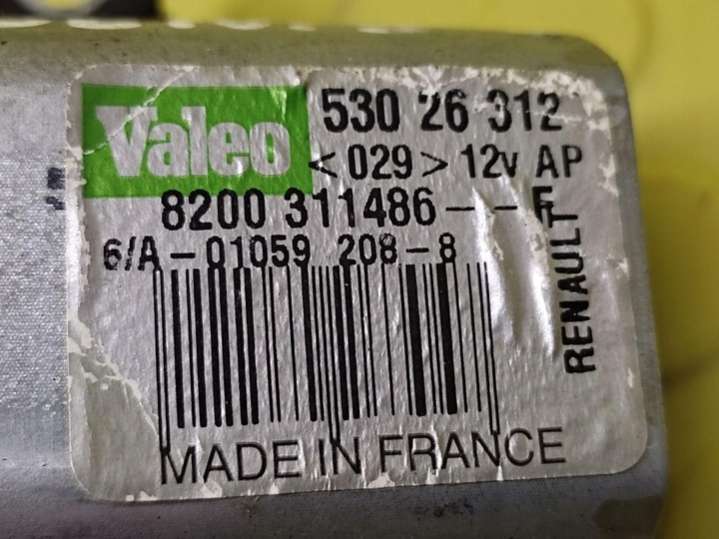 Valeo 530 26 312
<029> 12v AP
8200 311486--F
6/A-01059 208-8
RENAULT
MADE IN FRANCE